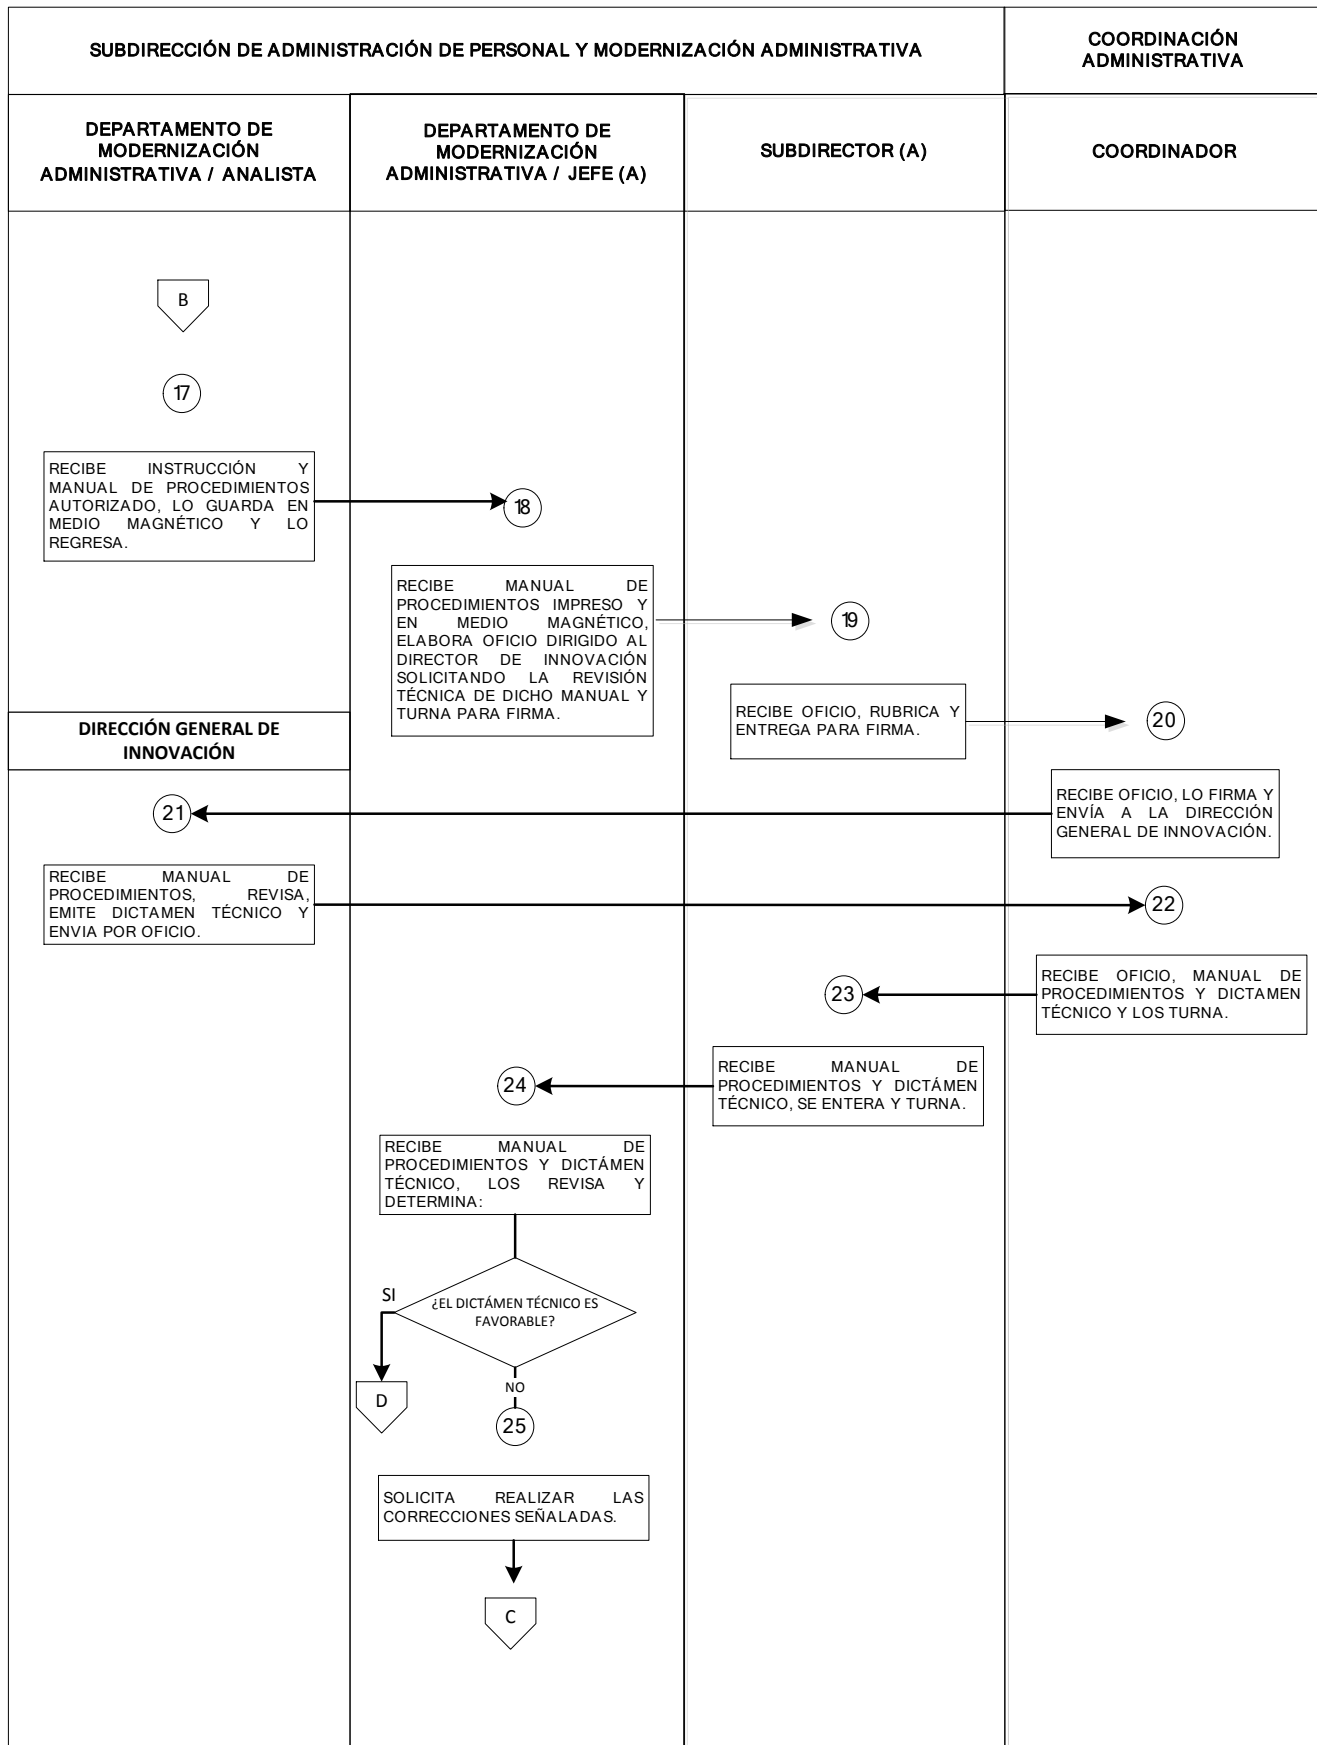 SUBDIRECCIÓN DE ADMINISTRACIÓN DE PERSONAL Y MODERNIZACIÓN ADMINISTRATIVA
COORDINACIÓN
ADMINISTRATIVA
DEPARTAMENTO DE
MODERNIZACIÓN
ADMINISTRATIVA / ANALISTA
DEPARTAMENTO DE
MODERNIZACIÓN
ADMINISTRATIVA / JEFE (A)
SUBDIRECTOR (A)
COORDINADOR
B
17
RECIBE INSTRUCCIÓN Y
MANUAL DE PROCEDIMIENTOS
AUTORIZADO, LO GUARDA EN
MEDIO MAGNÉTICO Y LO
REGRESA.
18
RECIBE MANUAL DE
PROCEDIMIENTOS IMPRESO Y
EN MEDIO MAGNÉTICO,
ELABORA OFICIO DIRIGIDO AL
DIRECTOR DE INNOVACIÓN
SOLICITANDO LA REVISIÓN
TÉCNICA DE DICHO MANUAL Y
TURNA PARA FIRMA.
19
RECIBE OFICIO, RUBRICA Y
ENTREGA PARA FIRMA.
20
DIRECCIÓN GENERAL DE
INNOVACIÓN
RECIBE OFICIO, LO FIRMA Y
ENVÍA A LA DIRECCIÓN
GENERAL DE INNOVACIÓN.
21
RECIBE MANUAL DE
PROCEDIMIENTOS, REVISA,
EMITE DICTAMEN TÉCNICO Y
ENVIA POR OFICIO.
22
RECIBE OFICIO, MANUAL DE
PROCEDIMIENTOS Y DICTAMEN
TÉCNICO Y LOS TURNA.
23
RECIBE MANUAL DE
PROCEDIMIENTOS Y DICTÁMEN
TÉCNICO, SE ENTERA Y TURNA.
24
RECIBE MANUAL DE
PROCEDIMIENTOS Y DICTÁMEN
TÉCNICO, LOS REVISA Y
DETERMINA:
¿EL DICTÁMEN TÉCNICO ES
FAVORABLE?
SI
D
NO
25
SOLICITA REALIZAR LAS
CORRECCIONES SEÑALADAS.
C